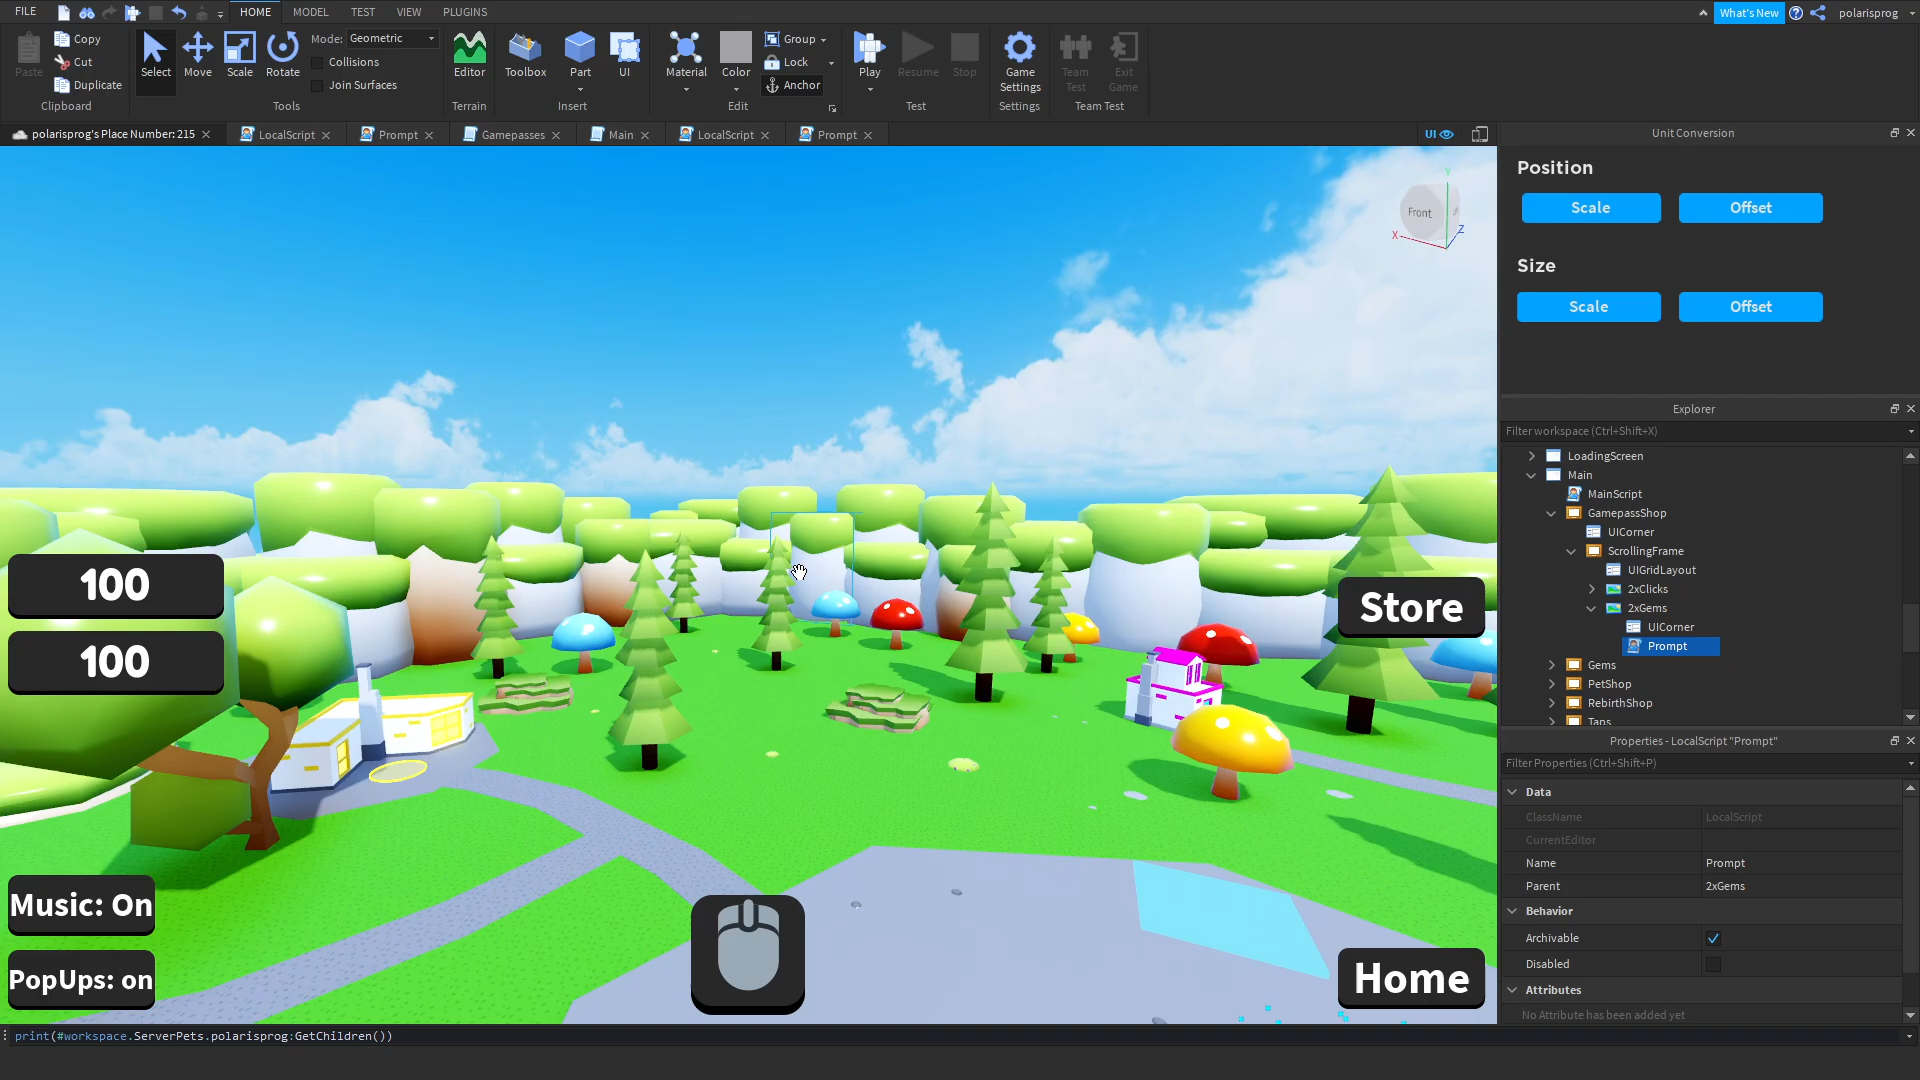 FILE HOME MODEL TEST VIEW PLUGINS What's New polarisprog
Paste Copy Cut Duplicate Clipboard
Select Move Scale Rotate Mode: Geometric Collisions Join Surfaces Tools
Editor Terrain
Toolbox Part UI Insert
Material Color Group Lock Anchor Edit
Play Resume Stop Test
Game Settings Settings
Team Test Exit Game Team Test
polarisprog's Place Number: 215 LocalScript Prompt Gamepasses Main LocalScript Prompt UI
Front
X
Y
Z
100
100
Store
Music: On
PopUps: on
Home
Unit Conversion
Position
Scale Offset
Size
Scale Offset
Explorer
Filter workspace (Ctrl+Shift+X)
LoadingScreen
Main
MainScript
GamepassShop
UICorner
ScrollingFrame
UIGridLayout
2xClicks
2xGems
UICorner
Prompt
Gems
PetShop
RebirthShop
Taps
Properties - LocalScript "Prompt"
Filter Properties (Ctrl+Shift+P)
Data
ClassName LocalScript
CurrentEditor
Name Prompt
Parent 2xGems
Behavior
Archivable
Disabled
Attributes
No Attribute has been added yet
print(#workspace.ServerPets.polarisprog:GetChildren())